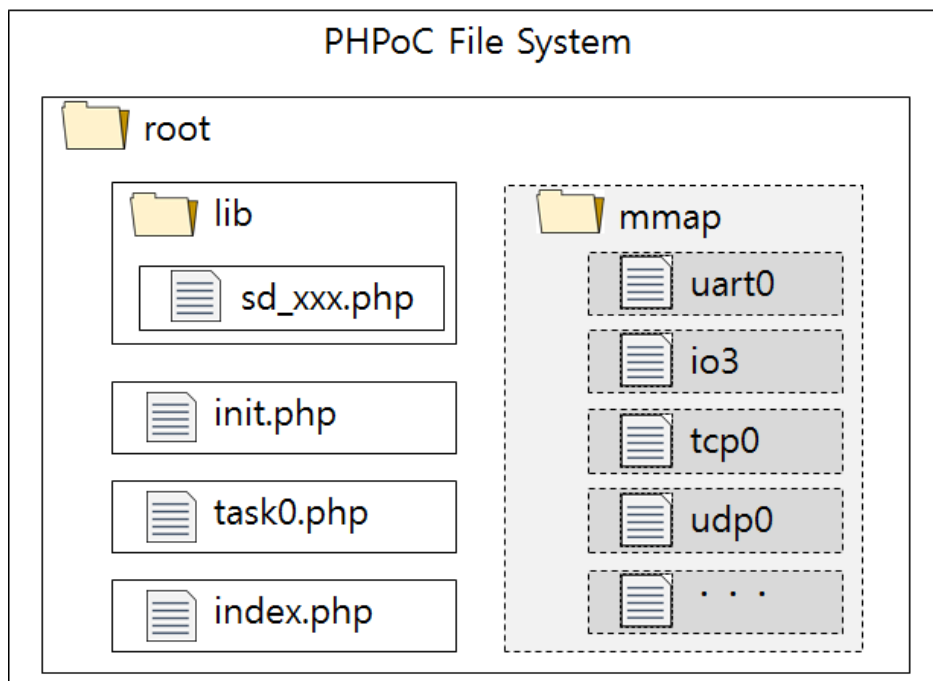 PHPoC File System
root
lib
sd_xxx.php
init.php
task0.php
index.php
mmap
uart0
io3
tcp0
udp0
. . .